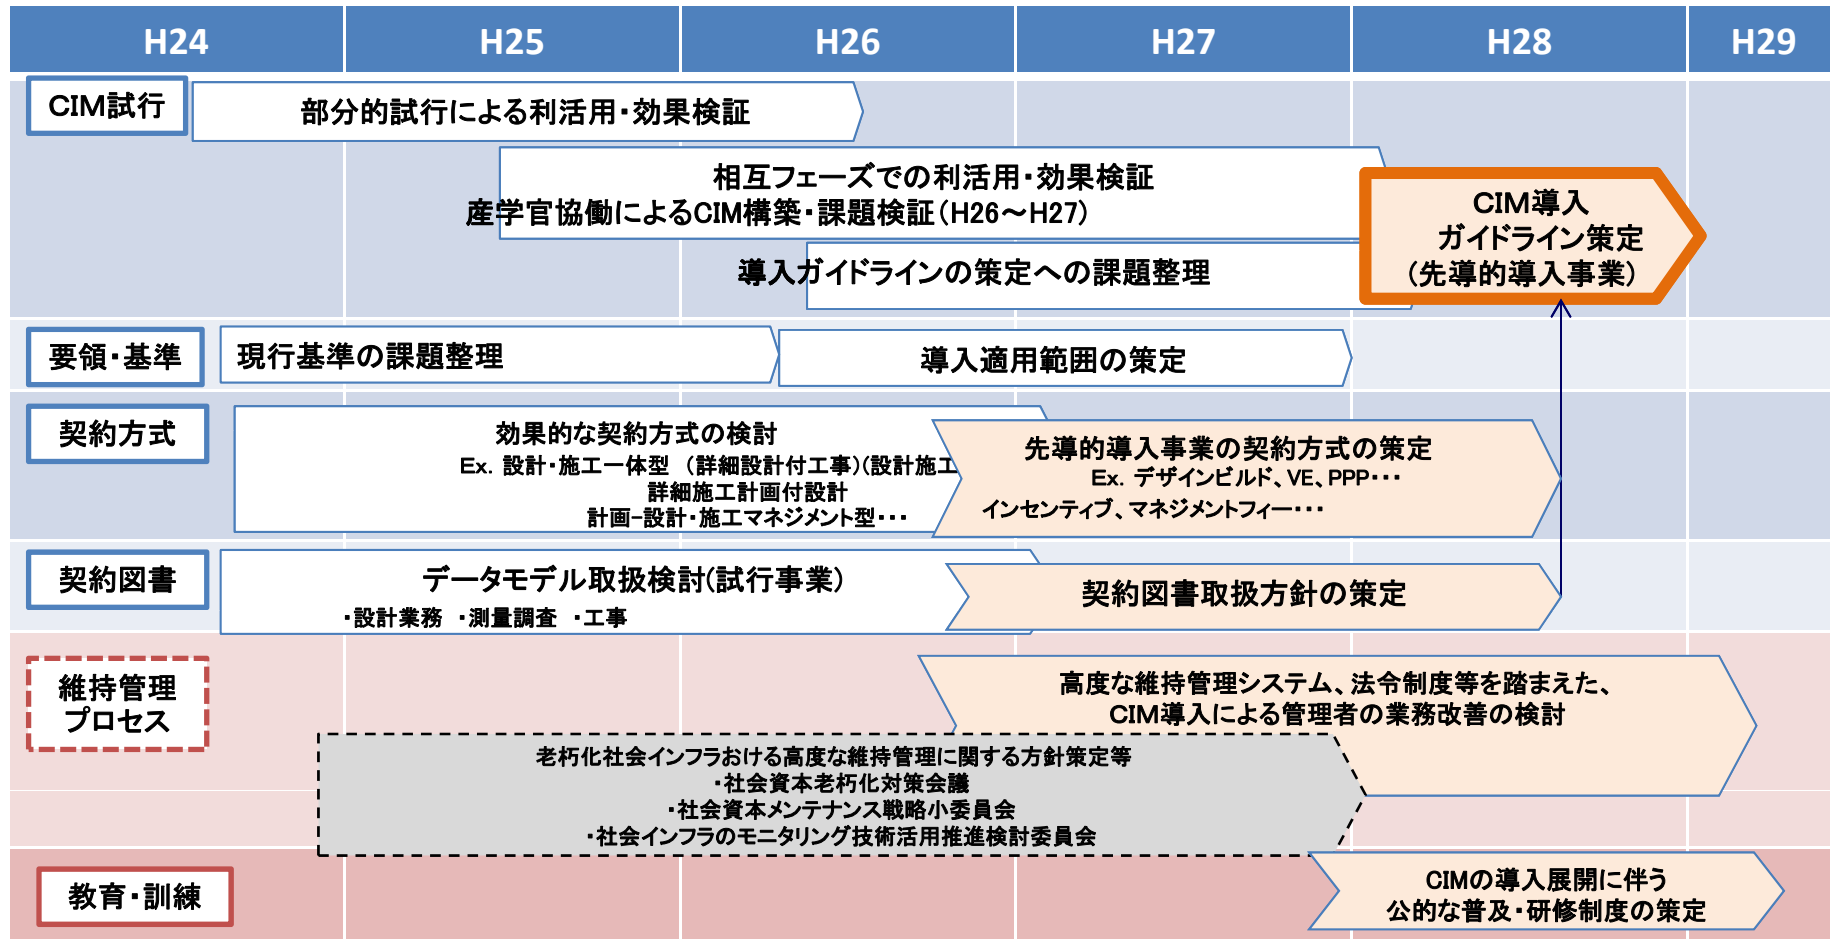 H24 H25 H26 H27 H28 H29
CIM試行
部分的試行による利活用・効果検証
相互フェーズでの利活用・効果検証
産学官協働によるCIM構築・課題検証（H26～H27）
導入ガイドラインの策定への課題整理
CIM導入
ガイドライン策定
（先導的導入事業）
要領・基準
現行基準の課題整理
導入適用範囲の策定
契約方式
効果的な契約方式の検討
Ex. 設計・施工一体型 （詳細設計付工事）（設計施工
詳細施工計画付設計
計画-設計・施工マネジメント型・・・
先導的導入事業の契約方式の策定
Ex. デザインビルド、VE、PPP・・・
インセンティブ、マネジメントフィー・・・
契約図書
データモデル取扱検討(試行事業)
・設計業務 ・測量調査 ・工事
契約図書取扱方針の策定
維持管理
プロセス
高度な維持管理システム、法令制度等を踏まえた、
CIM導入による管理者の業務改善の検討
老朽化社会インフラおける高度な維持管理に関する方針策定等
・社会資本老朽化対策会議
・社会資本メンテナンス戦略小委員会
・社会インフラのモニタリング技術活用推進検討委員会
教育・訓練
CIMの導入展開に伴う
公的な普及・研修制度の策定